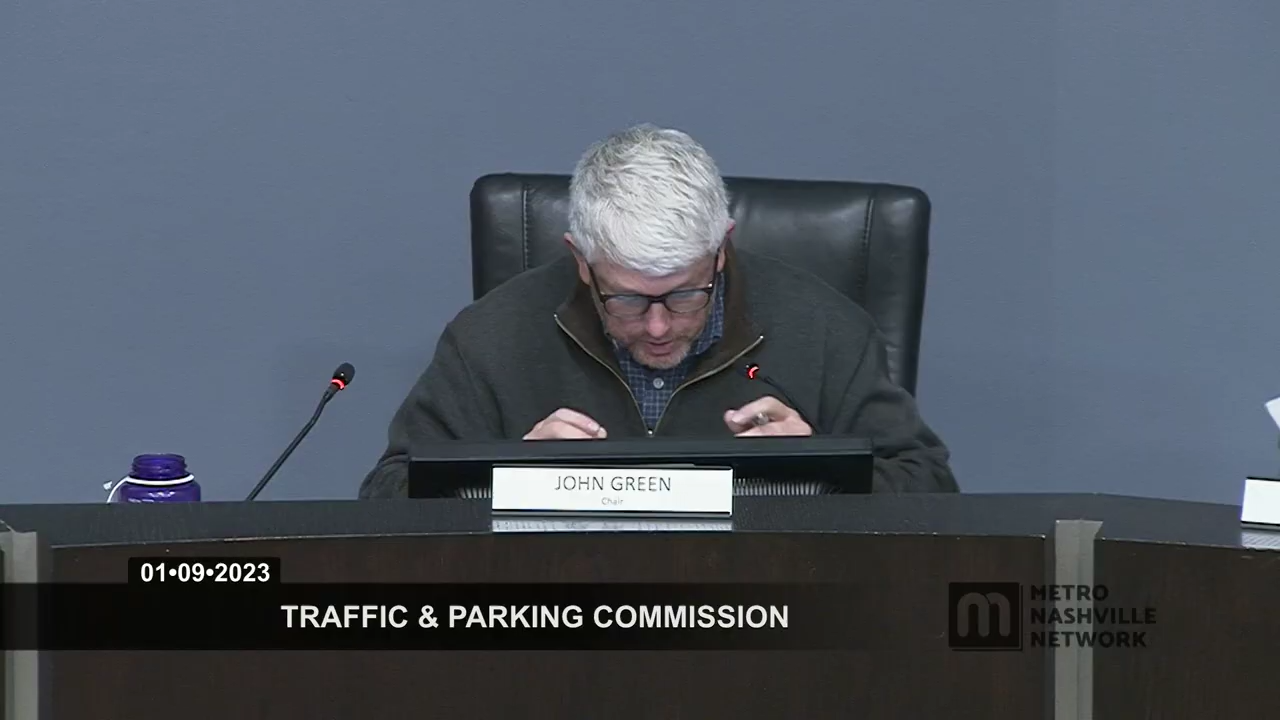 JOHN GREEN
Chair
01•09•2023
TRAFFIC & PARKING COMMISSION
METRO
NASHVILLE
NETWORK